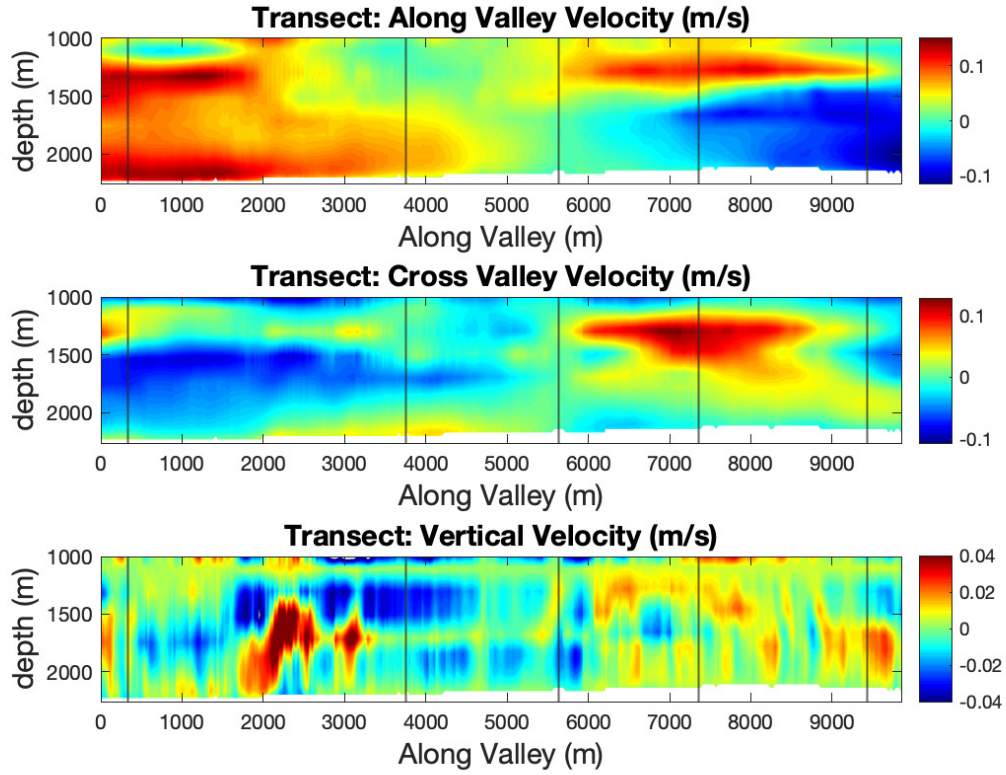 Transect: Along Valley Velocity (m/s)
1000
1500
2000
depth (m)
0 1000 2000 3000 4000 5000 6000 7000 8000 9000
Along Valley (m)
0.1
0
-0.1
Transect: Cross Valley Velocity (m/s)
1000
1500
2000
depth (m)
0 1000 2000 3000 4000 5000 6000 7000 8000 9000
Along Valley (m)
0.1
0
-0.1
Transect: Vertical Velocity (m/s)
1000
1500
2000
depth (m)
0 1000 2000 3000 4000 5000 6000 7000 8000 9000
Along Valley (m)
0.04
0.02
0
-0.02
-0.04